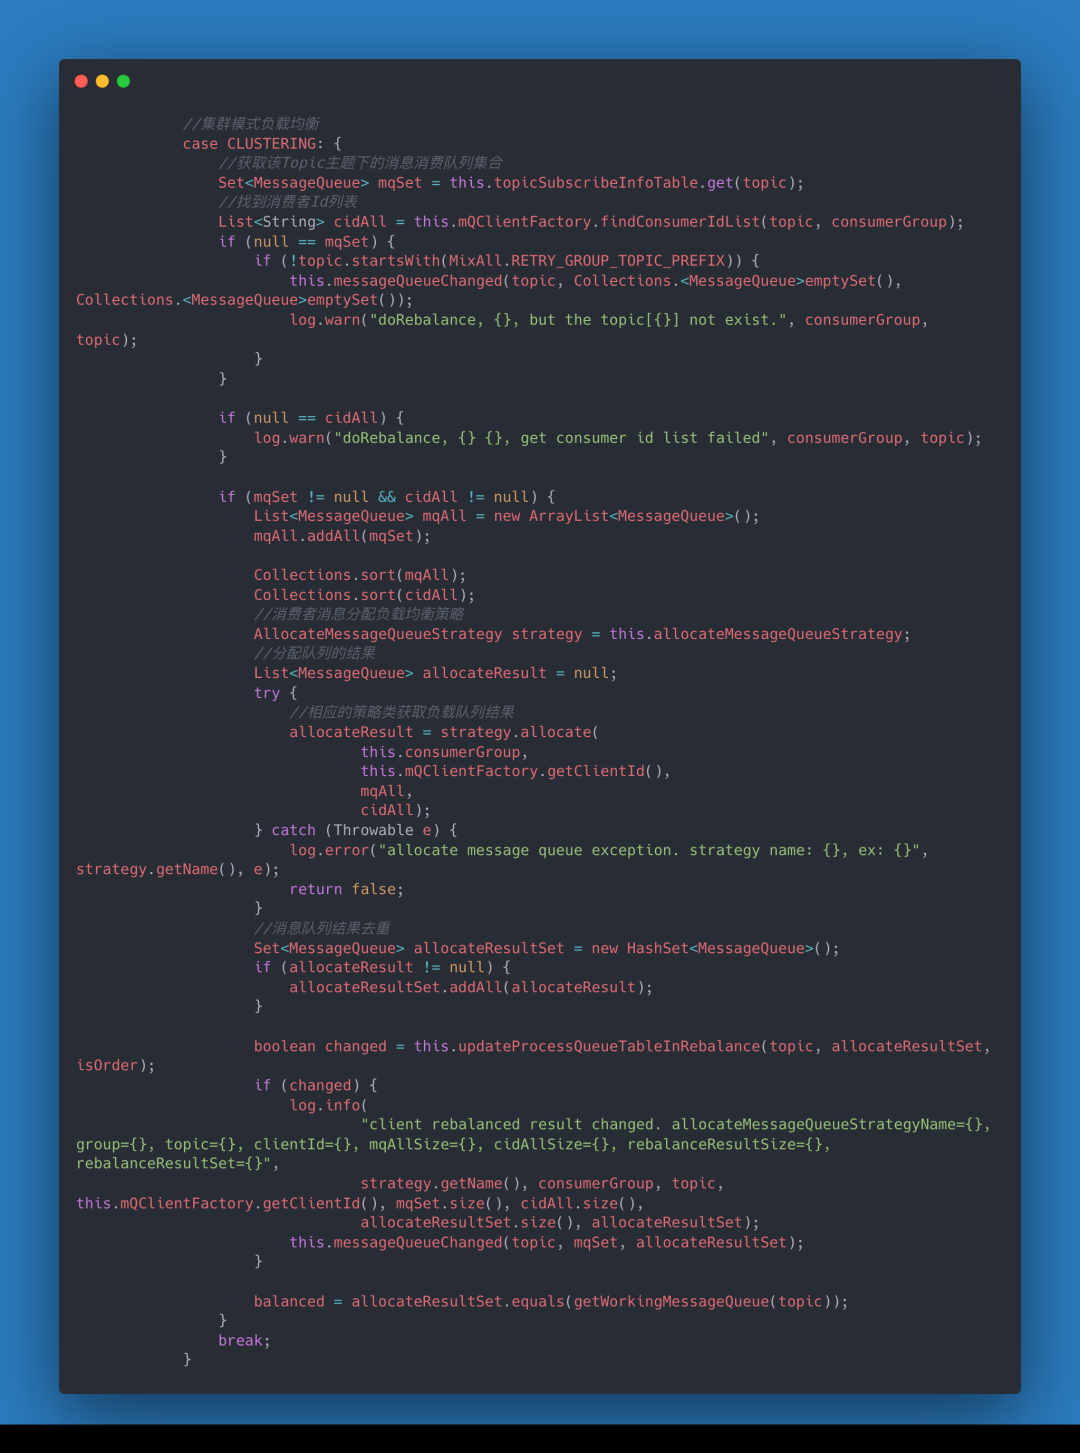 //集群模式负载均衡
case CLUSTERING: {
//获取该Topic主题下的消息消费队列集合
Set<MessageQueue> mqSet = this.topicSubscribeInfoTable.get(topic);
//找到消费者Id列表
List<String> cidAll = this.mQClientFactory.findConsumerIdList(topic, consumerGroup);
if (null == mqSet) {
if (!topic.startsWith(MixAll.RETRY_GROUP_TOPIC_PREFIX)) {
this.messageQueueChanged(topic, Collections.<MessageQueue>emptySet(),
Collections.<MessageQueue>emptySet());
log.warn("doRebalance, {}, but the topic[{}] not exist.", consumerGroup,
topic);
}
}
if (null == cidAll) {
log.warn("doRebalance, {} {}, get consumer id list failed", consumerGroup, topic);
}
if (mqSet != null && cidAll != null) {
List<MessageQueue> mqAll = new ArrayList<MessageQueue>();
mqAll.addAll(mqSet);
Collections.sort(mqAll);
Collections.sort(cidAll);
//消费者消息分配负载均衡策略
AllocateMessageQueueStrategy strategy = this.allocateMessageQueueStrategy;
//分配队列的结果
List<MessageQueue> allocateResult = null;
try {
//相应的策略类获取负载队列结果
allocateResult = strategy.allocate(
this.consumerGroup,
this.mQClientFactory.getClientId(),
mqAll,
cidAll);
} catch (Throwable e) {
log.error("allocate message queue exception. strategy name: {}, ex: {}",
strategy.getName(), e);
return false;
}
//消息队列结果去重
Set<MessageQueue> allocateResultSet = new HashSet<MessageQueue>();
if (allocateResult != null) {
allocateResultSet.addAll(allocateResult);
}
boolean changed = this.updateProcessQueueTableInRebalance(topic, allocateResultSet,
isOrder);
if (changed) {
log.info(
"client rebalanced result changed. allocateMessageQueueStrategyName={},
group={}, topic={}, clientId={}, mqAllSize={}, cidAllSize={}, rebalanceResultSize={},
rebalanceResultSet={}",
strategy.getName(), consumerGroup, topic,
this.mQClientFactory.getClientId(), mqSet.size(), cidAll.size(),
allocateResultSet.size(), allocateResultSet);
this.messageQueueChanged(topic, mqSet, allocateResultSet);
}
balanced = allocateResultSet.equals(getWorkingMessageQueue(topic));
}
break;
}